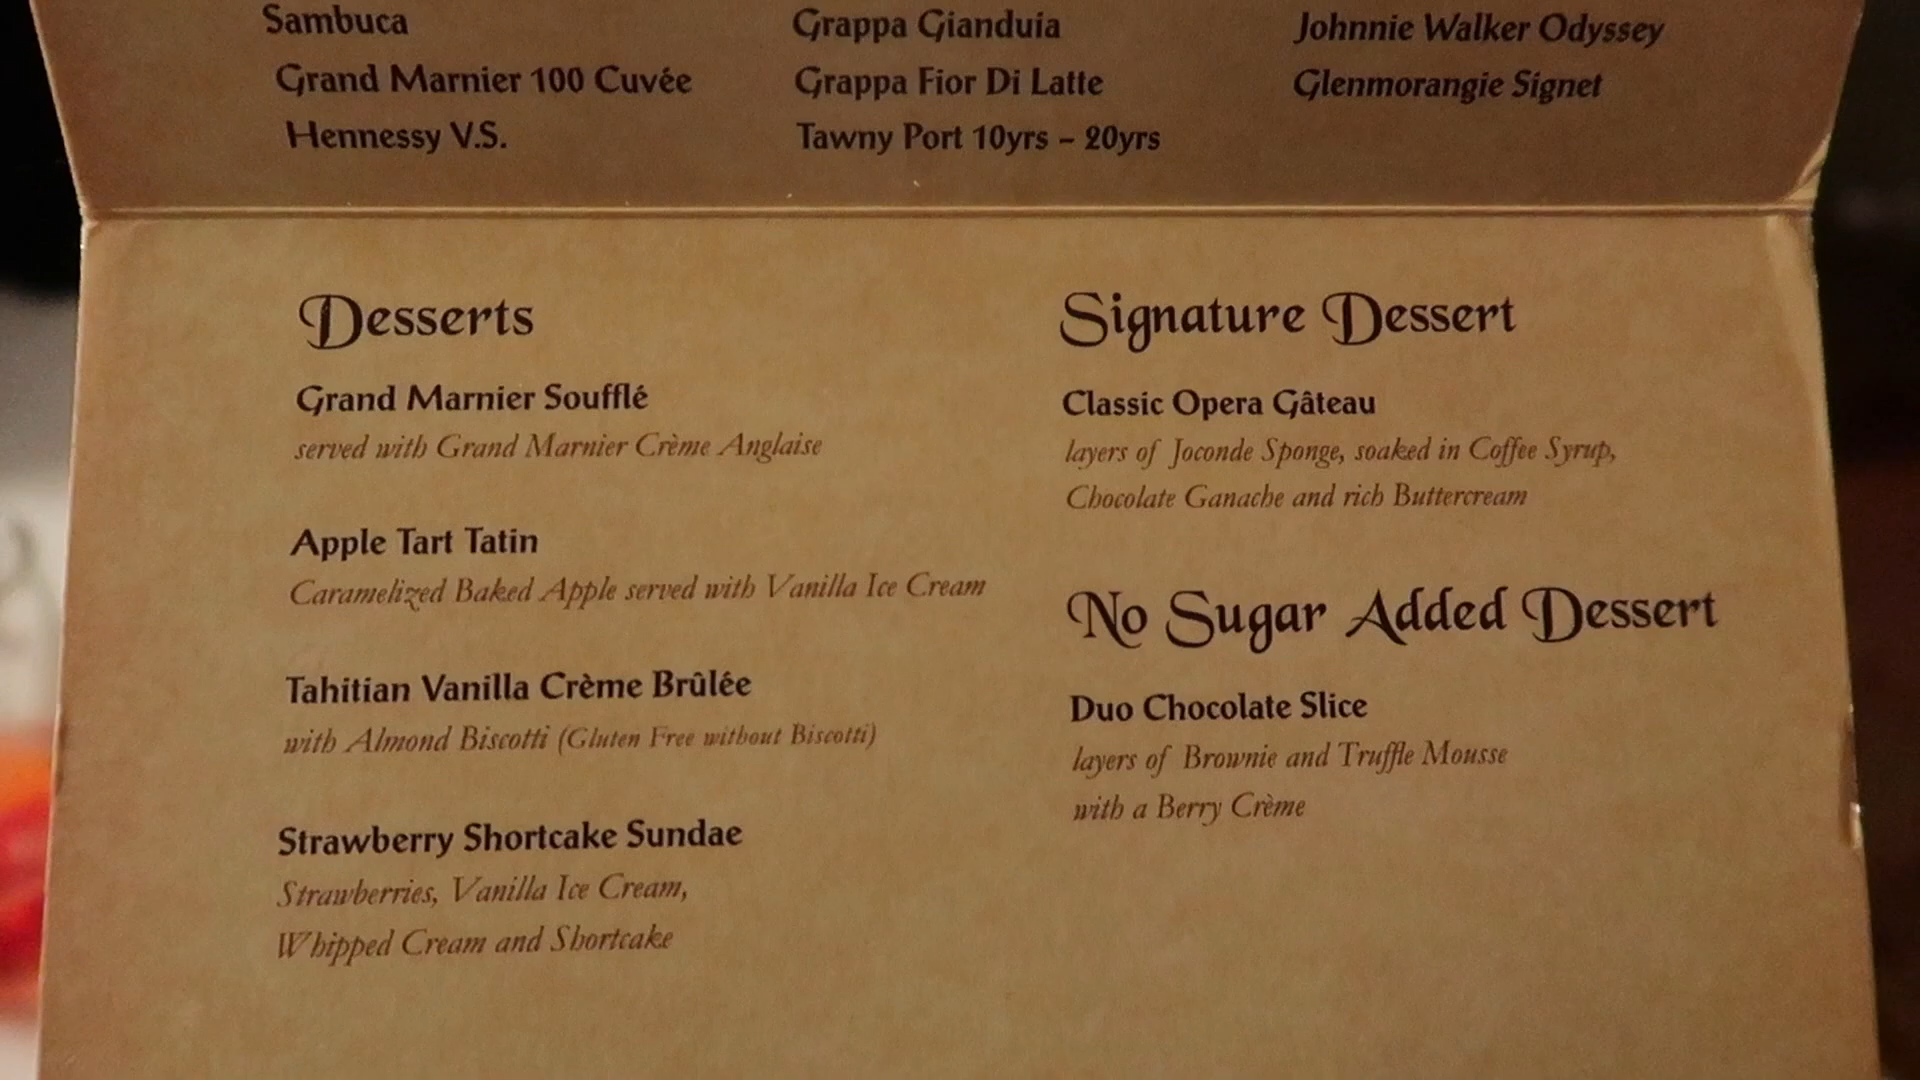 Sambuca
Grand Marnier 100 Cuvée
Hennessy V.S.
Grappa Gianduia
Grappa Fior Di Latte
Tawny Port 10yrs – 20yrs
Johnnie Walker Odyssey
Glenmorangie Signet
Desserts
Grand Marnier Soufflé
served with Grand Marnier Crème Anglaise
Apple Tart Tatin
Caramelized Baked Apple served with Vanilla Ice Cream
Tahitian Vanilla Crème Brûlée
with Almond Biscotti (Gluten Free without Biscotti)
Strawberry Shortcake Sundae
Strawberries, Vanilla Ice Cream,
Whipped Cream and Shortcake
Signature Dessert
Classic Opera Gâteau
layers of Joconde Sponge, soaked in Coffee Syrup,
Chocolate Ganache and rich Buttercream
No Sugar Added Dessert
Duo Chocolate Slice
layers of Brownie and Truffle Mousse
with a Berry Crème